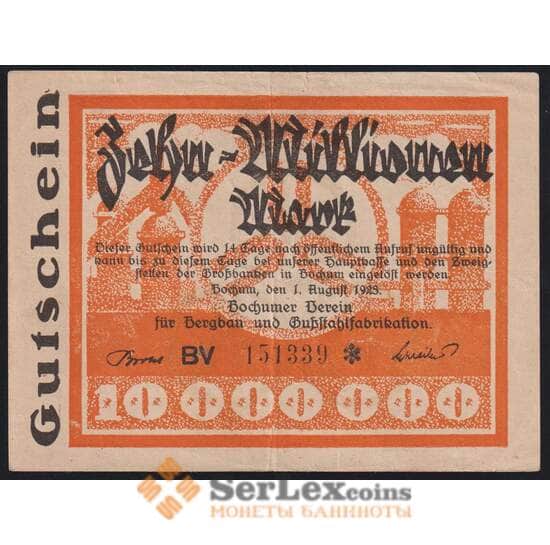 Gutschein
Zehn-Millionen
Mark
Dieser Gutschein wird 14 Tage nach öffentlichem Aufruf ungültig und
kann bis zu diesem Tage bei unserer Hauptkasse und den Zweig-
stellen der Großbanken in Bochum eingelöst werden.
Bochum, den 1. August 1923.
Bochumer Verein
für Bergbau und Gußstahlfabrikation.
BV 151339 *
10 000 000
SerLexcoins
МОНЕТЫ БАНКНОТЫ